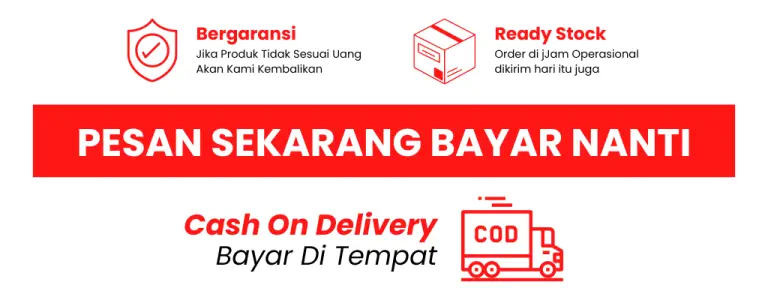 Bergaransi
Jika Produk Tidak Sesuai Uang
Akan Kami Kembalikan
Ready Stock
Order di jJam Operasional
dikirim hari itu juga
PESAN SEKARANG BAYAR NANTI
Cash On Delivery
Bayar Di Tempat
COD